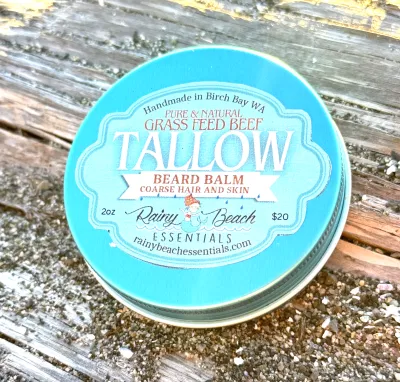 Handmade in Birch Bay WA
PURE & NATURAL
GRASS FEED BEEF
TALLOW
BEARD BALM
COARSE HAIR AND SKIN
2oz
Rainy Beach
$20
ESSENTIALS
rainybeachessentials.com